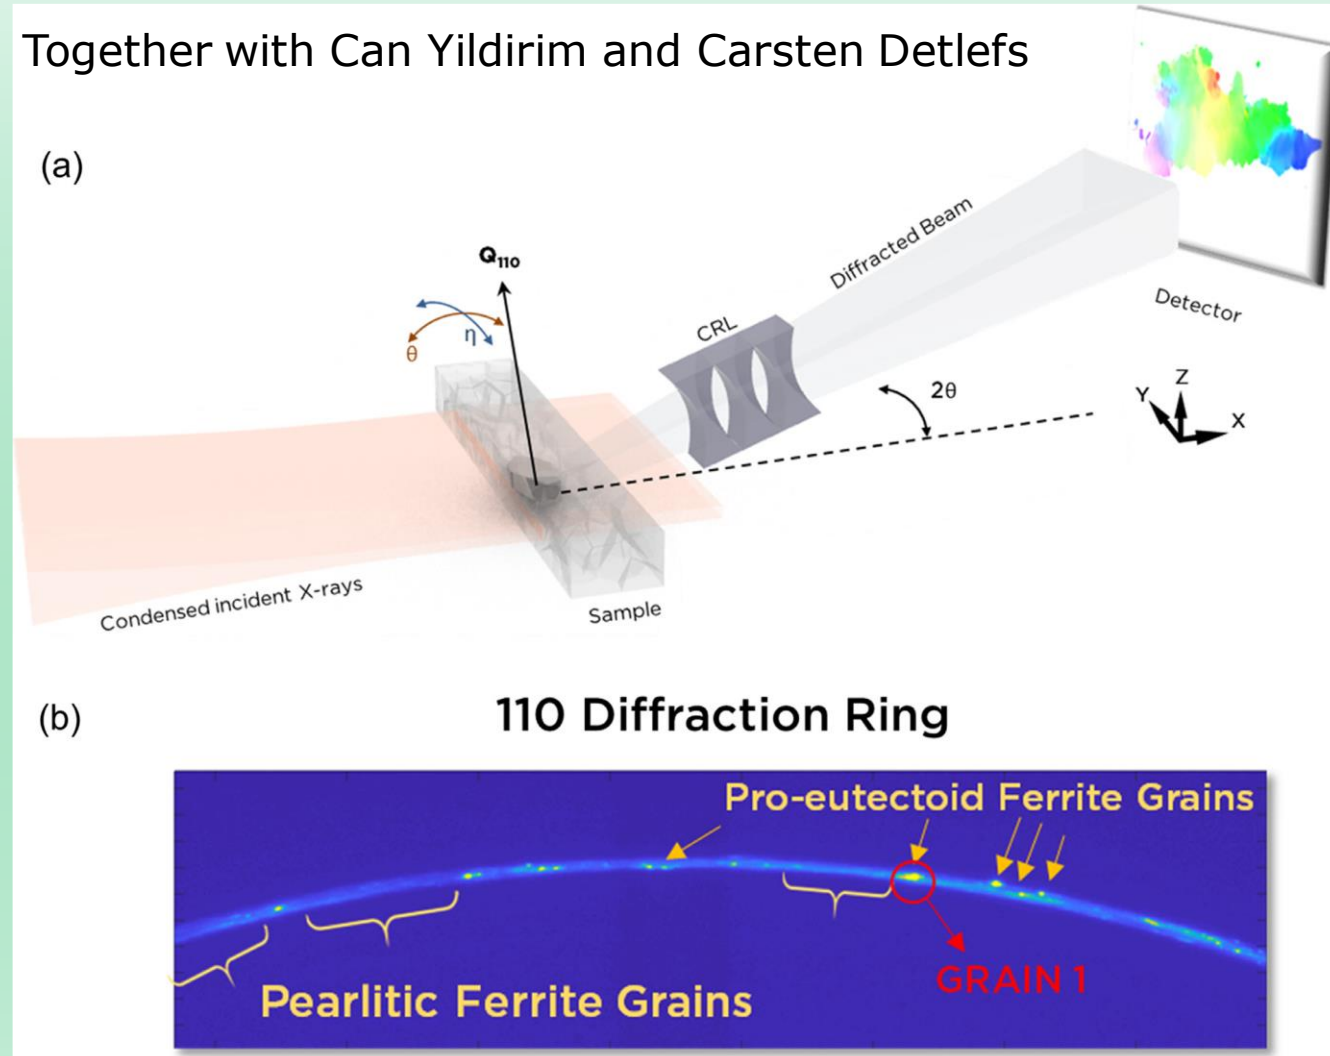 Together with Can Yildirim and Carsten Detlefs
(a)
Q110
θ
η
CRL
Diffracted Beam
Detector
2θ
Y
Z
X
Condensed incident X-rays
Sample
(b)
110 Diffraction Ring
Pro-eutectoid Ferrite Grains
GRAIN 1
Pearlitic Ferrite Grains